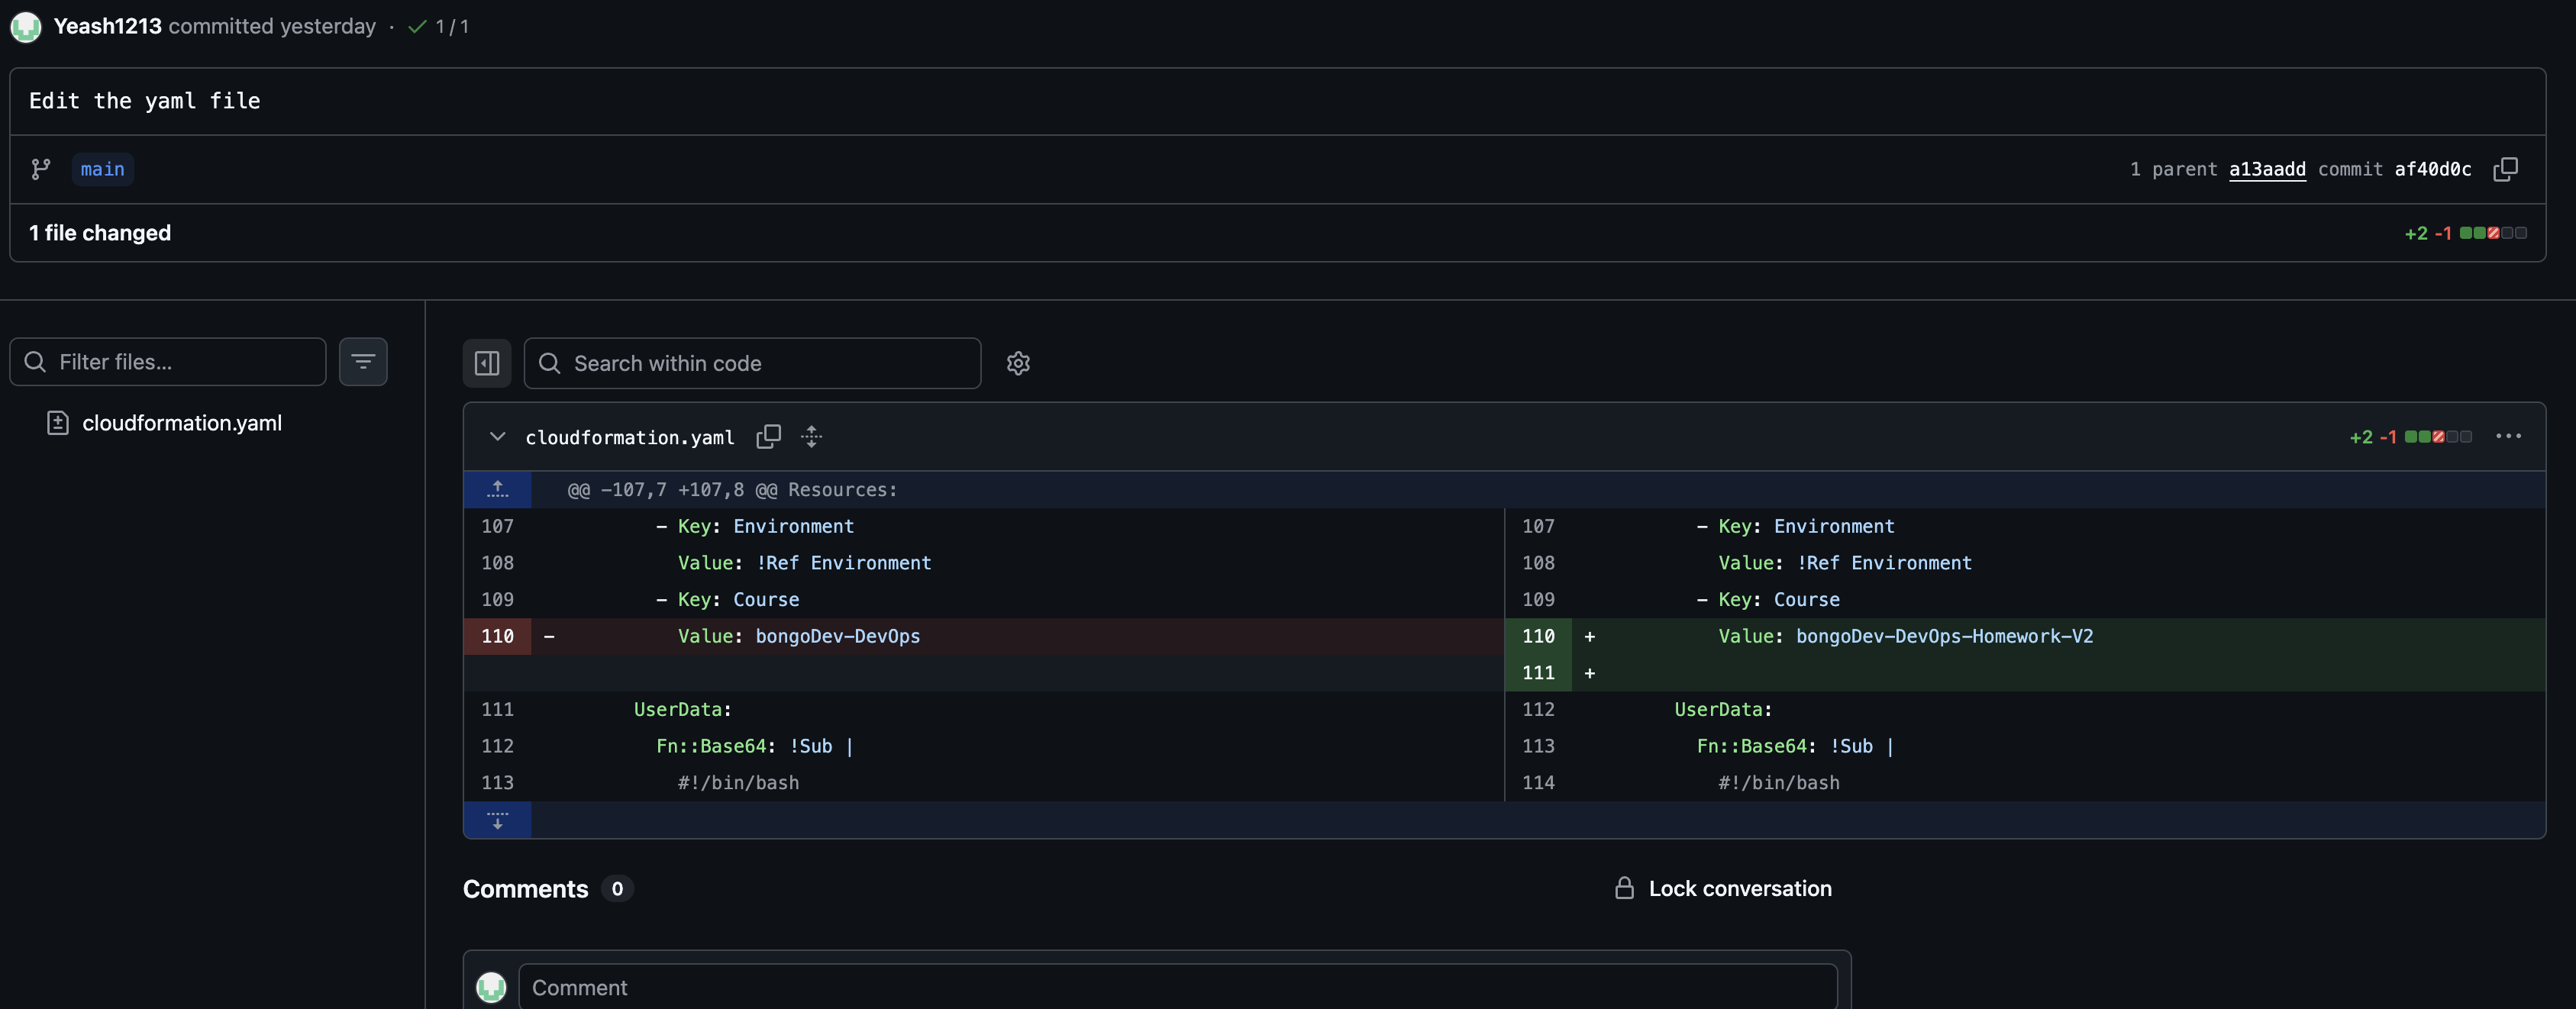 Yeash1213 committed yesterday · 1 / 1
Edit the yaml file
main
1 parent a13aadd commit af40d0c
1 file changed
+2 -1
Filter files...
Search within code
cloudformation.yaml
cloudformation.yaml
+2 -1
@@ -107,7 +107,8 @@ Resources:
107 - Key: Environment
107 - Key: Environment
108 Value: !Ref Environment
108 Value: !Ref Environment
109 - Key: Course
109 - Key: Course
110 - Value: bongoDev-DevOps
110 + Value: bongoDev-DevOps-Homework-V2
111 +
111 UserData:
112 UserData:
112 Fn::Base64: !Sub |
113 Fn::Base64: !Sub |
113 #!/bin/bash
114 #!/bin/bash
Comments 0
Lock conversation
Comment